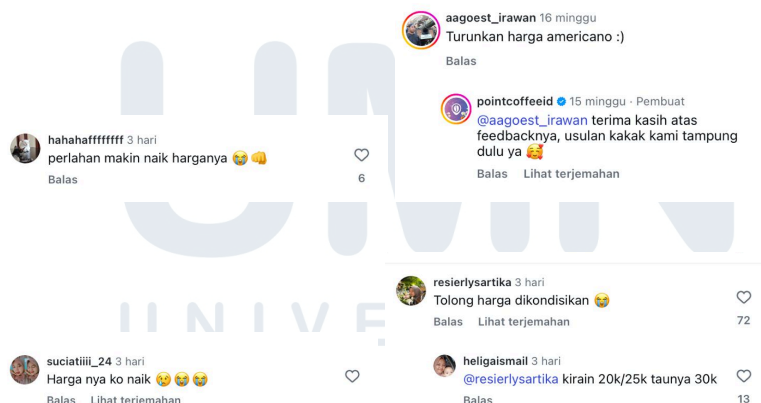 aagoest_irawan 16 minggu
Turunkan harga americano :)
Balas
pointcoffeeid 15 minggu · Pembuat
@aagoest_irawan terima kasih atas
feedbacknya, usulan kakak kami tampung
dulu ya 🥰
Balas Lihat terjemahan
hahahaffffffff 3 hari
perlahan makin naik harganya 😭👊
Balas
6
resierlysartika 3 hari
Tolong harga dikondisikan 😭
Balas Lihat terjemahan
72
heligaismail 3 hari
@resierlysartika kirain 20k/25k taunya 30k
Balas
13
suciatiiii_24 3 hari
Harga nya ko naik 😢😭😭
Balas Lihat terjemahan
UMN
UNIVE